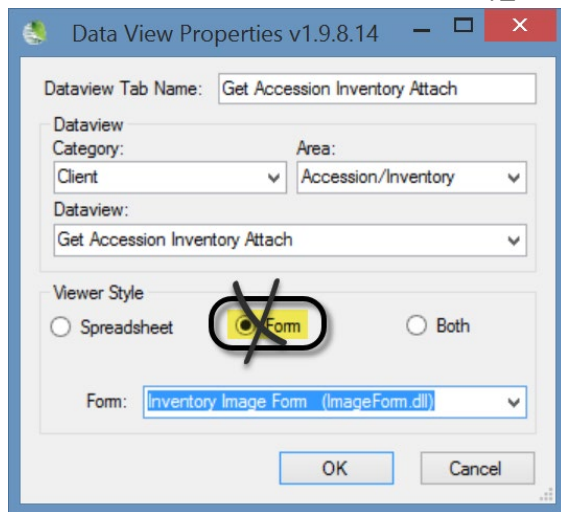 Data View Properties v1.9.8.14
Dataview Tab Name: Get Accession Inventory Attach
Dataview
Category: Area:
Client Accession/Inventory
Dataview:
Get Accession Inventory Attach
Viewer Style
Spreadsheet Form Both
Form: Inventory Image Form (ImageForm.dll)
OK Cancel